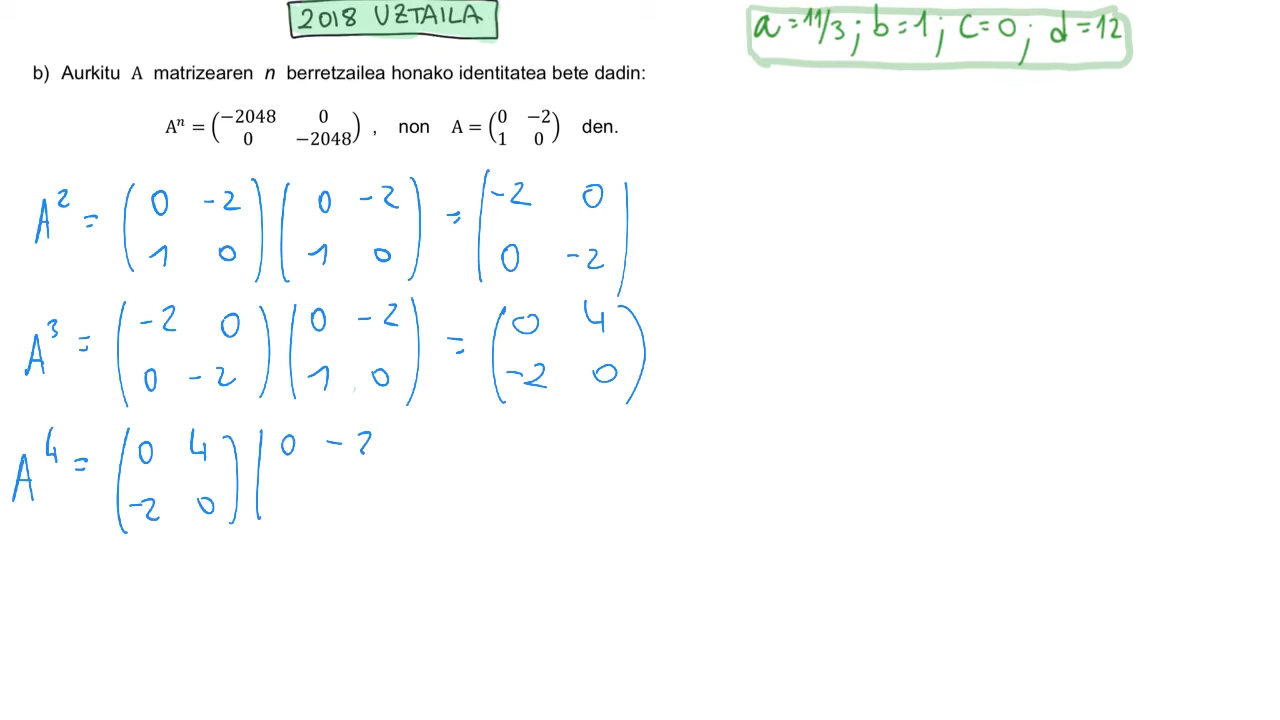 2018 UZTAILA
a = 11/3 ; b = 1 ; c = 0 ; d = 12
b) Aurkitu A matrizearen n berretzailea honako identitatea bete dadin:
Aⁿ = (−2048 0
0 −2048) , non A = (0 −2
1 0) den.
A² = (0 -2
1 0) (0 -2
1 0) = (-2 0
0 -2)
A³ = (-2 0
0 -2) (0 -2
1 0) = (0 4
-2 0)
A⁴ = (0 4
-2 0) (0 -2